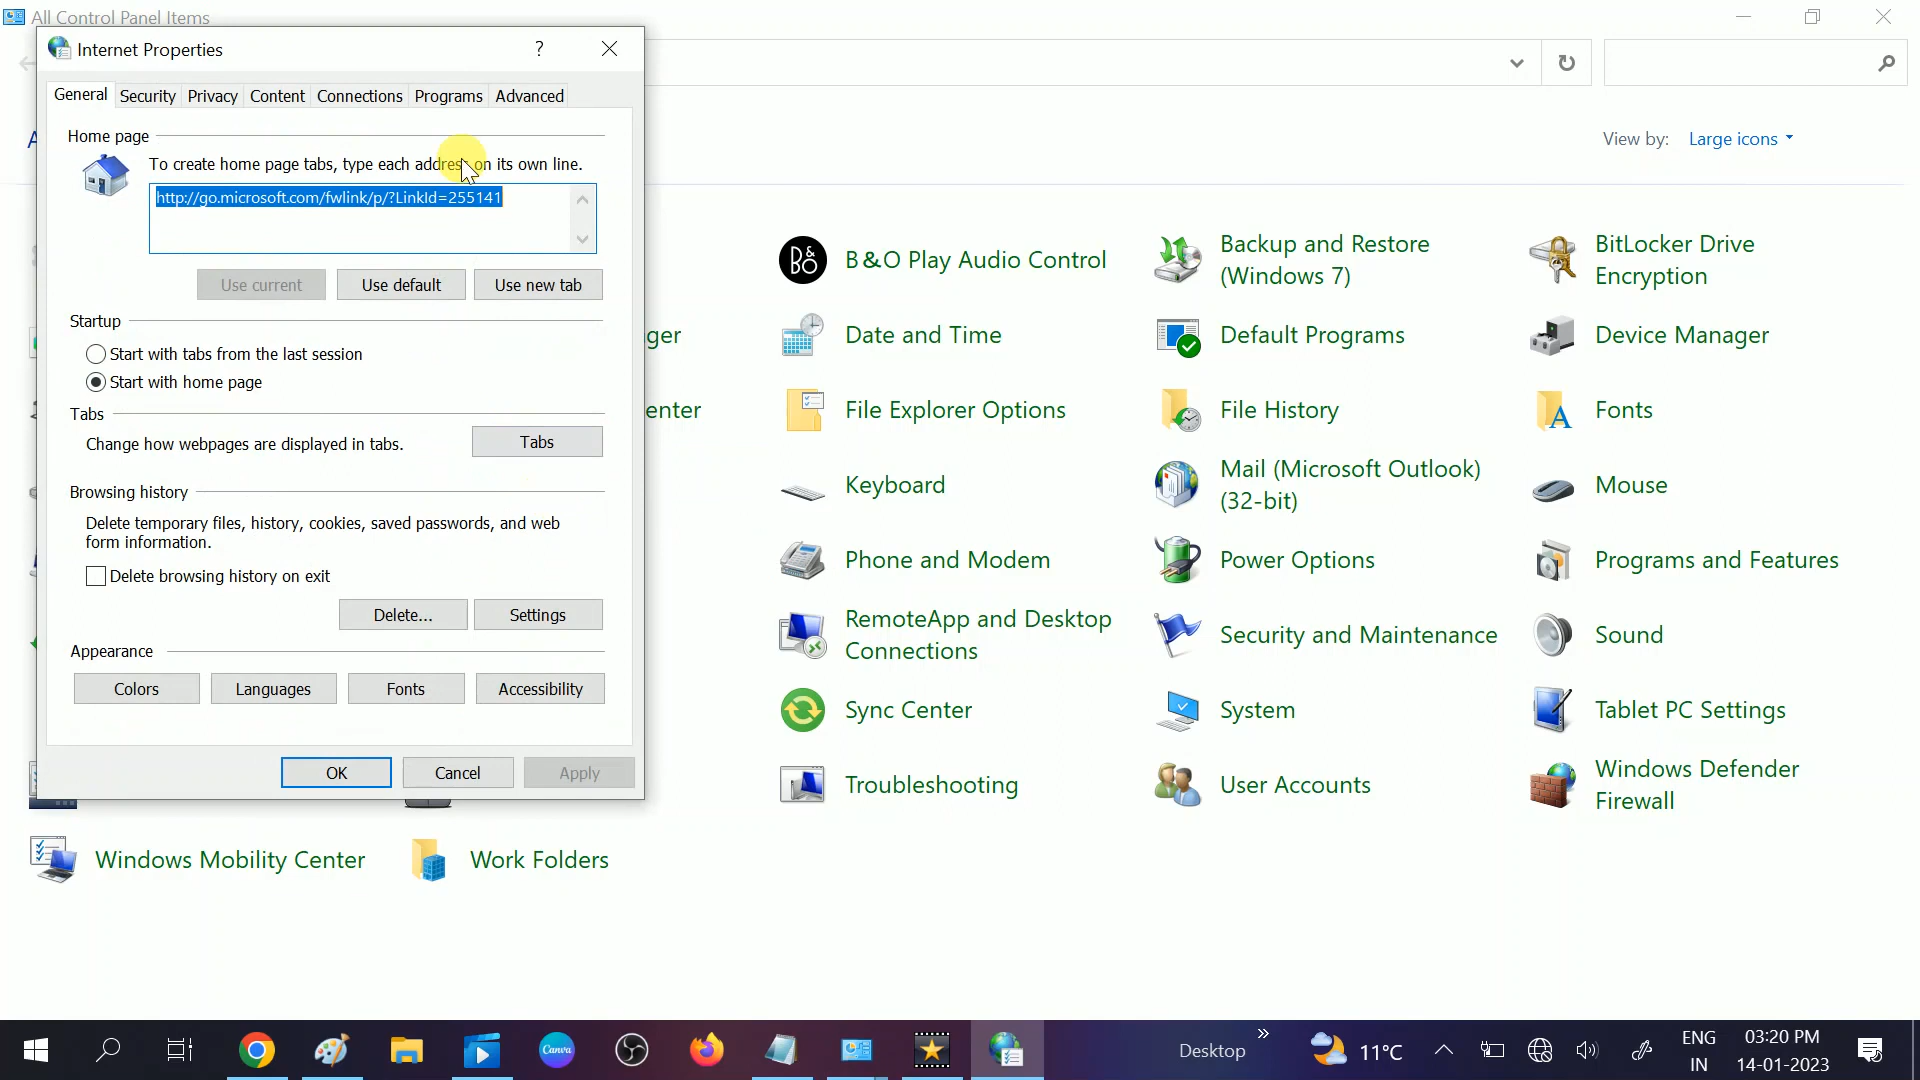 All Control Panel Items
Internet Properties
?
General
Security
Privacy
Content
Connections
Programs
Advanced
Home page
To create home page tabs, type each address on its own line.
http://go.microsoft.com/fwlink/p/?LinkId=255141
Use current
Use default
Use new tab
Startup
Start with tabs from the last session
Start with home page
Tabs
Change how webpages are displayed in tabs.
Tabs
Browsing history
Delete temporary files, history, cookies, saved passwords, and web
form information.
Delete browsing history on exit
Delete...
Settings
Appearance
Colors
Languages
Fonts
Accessibility
OK
Cancel
Apply
View by:
Large icons
B&O Play Audio Control
Backup and Restore
(Windows 7)
BitLocker Drive
Encryption
ger
Date and Time
Default Programs
Device Manager
enter
File Explorer Options
File History
Fonts
Keyboard
Mail (Microsoft Outlook)
(32-bit)
Mouse
Phone and Modem
Power Options
Programs and Features
RemoteApp and Desktop
Connections
Security and Maintenance
Sound
Sync Center
System
Tablet PC Settings
Troubleshooting
User Accounts
Windows Defender
Firewall
Windows Mobility Center
Work Folders
Canva
Desktop
11°C
ENG
IN
03:20 PM
14-01-2023